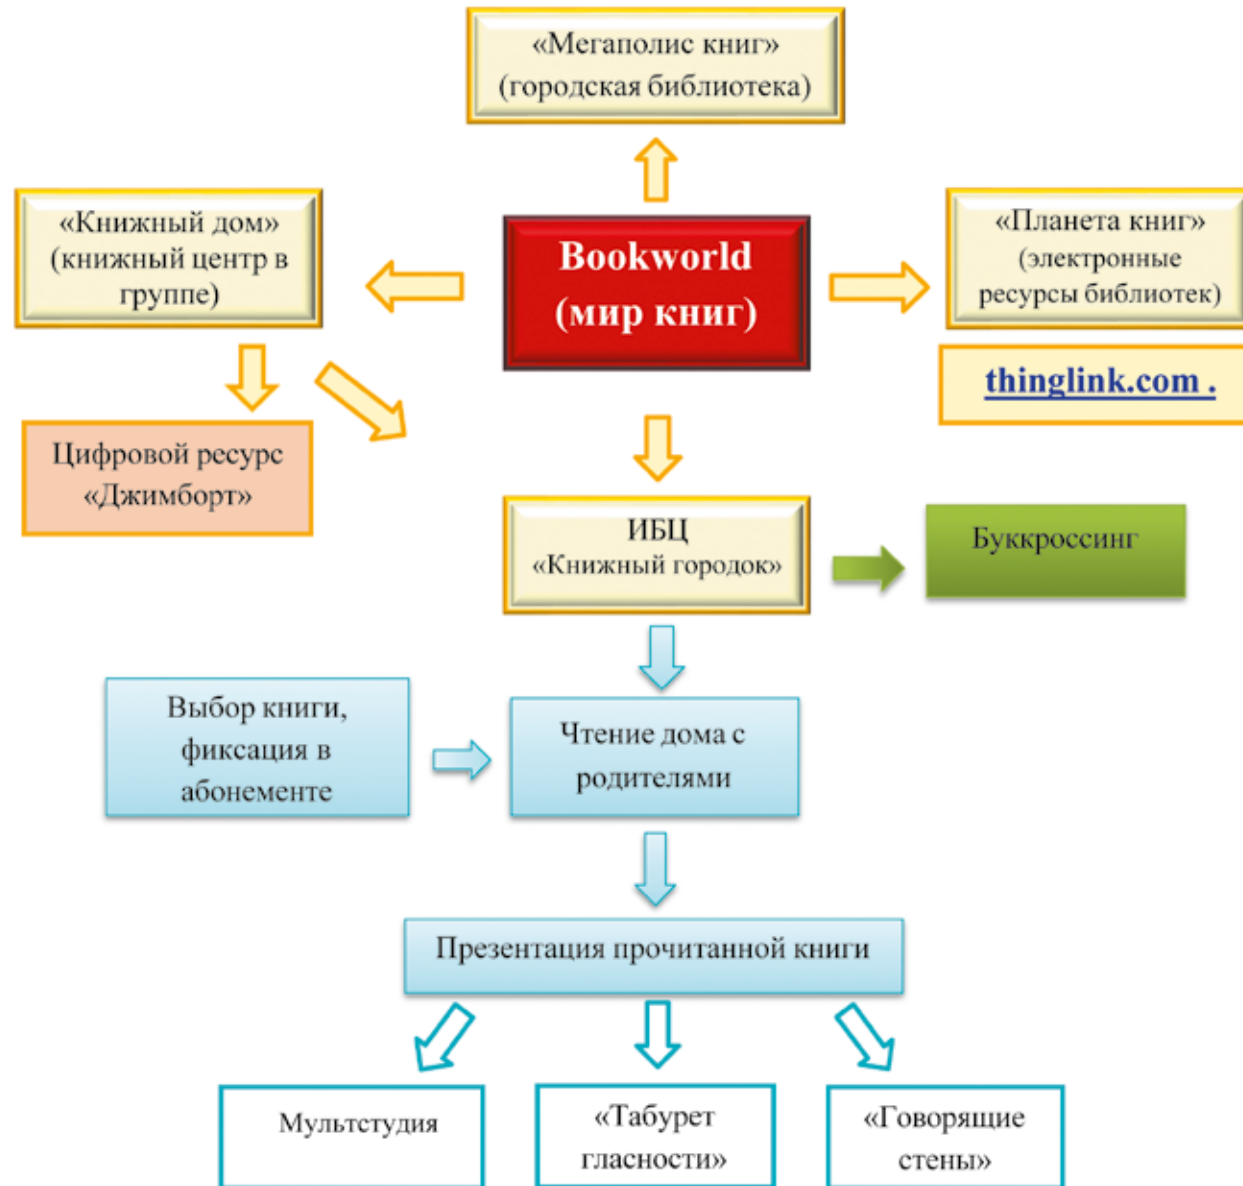 «Мегаполис книг»
(городская библиотека)
«Книжный дом»
(книжный центр в
группе)
Bookworld
(мир книг)
«Планета книг»
(электронные
ресурсы библиотек)
thinglink.com .
Цифровой ресурс
«Джимборт»
ИБЦ
«Книжный городок»
Буккроссинг
Выбор книги,
фиксация в
абонементе
Чтение дома с
родителями
Презентация прочитанной книги
Мультстудия
«Табурет
гласности»
«Говорящие
стены»